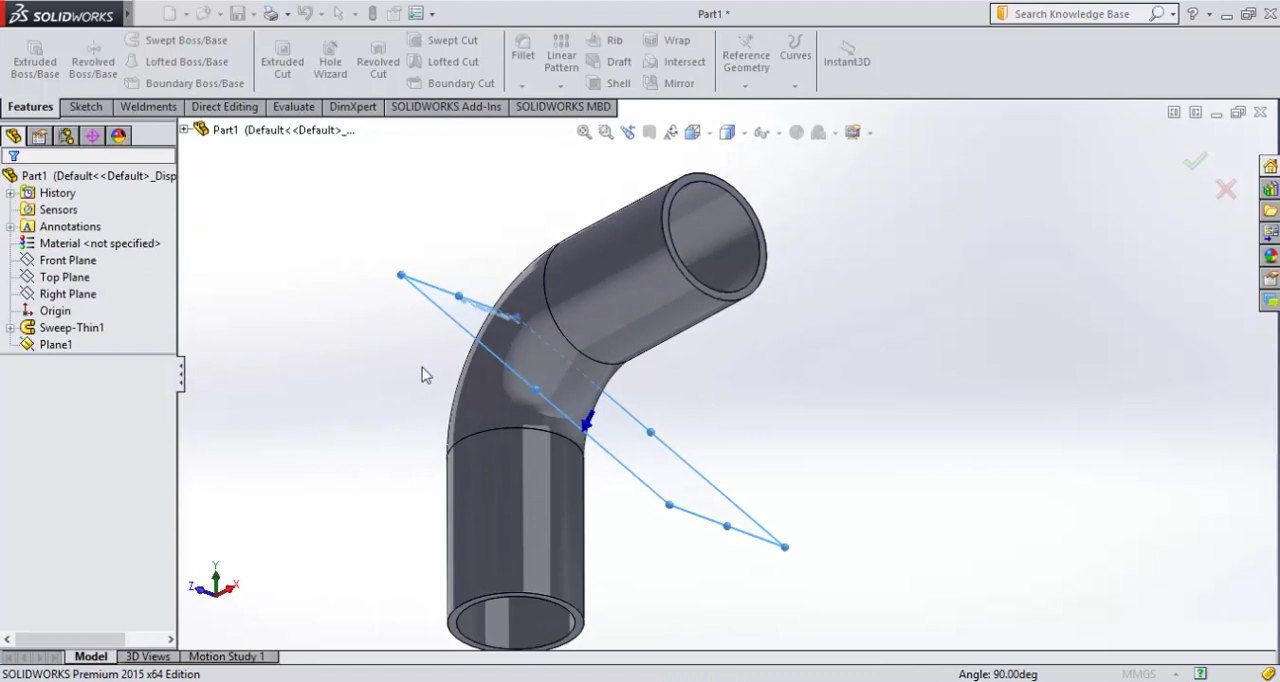 SOLIDWORKS
Part1 *
Search Knowledge Base
Extruded Boss/Base
Revolved Boss/Base
Swept Boss/Base
Lofted Boss/Base
Boundary Boss/Base
Extruded Cut
Hole Wizard
Revolved Cut
Swept Cut
Lofted Cut
Boundary Cut
Fillet
Linear Pattern
Rib
Draft
Shell
Wrap
Intersect
Mirror
Reference Geometry
Curves
Instant3D
Features
Sketch
Weldments
Direct Editing
Evaluate
DimXpert
SOLIDWORKS Add-Ins
SOLIDWORKS MBD
Part1 (Default<<Default>_...
Part1 (Default<<Default>_Disp
History
Sensors
Annotations
Material <not specified>
Front Plane
Top Plane
Right Plane
Origin
Sweep-Thin1
Plane1
Y
Z
X
Model
3D Views
Motion Study 1
SOLIDWORKS Premium 2015 x64 Edition
Angle: 90.00deg
MMGS